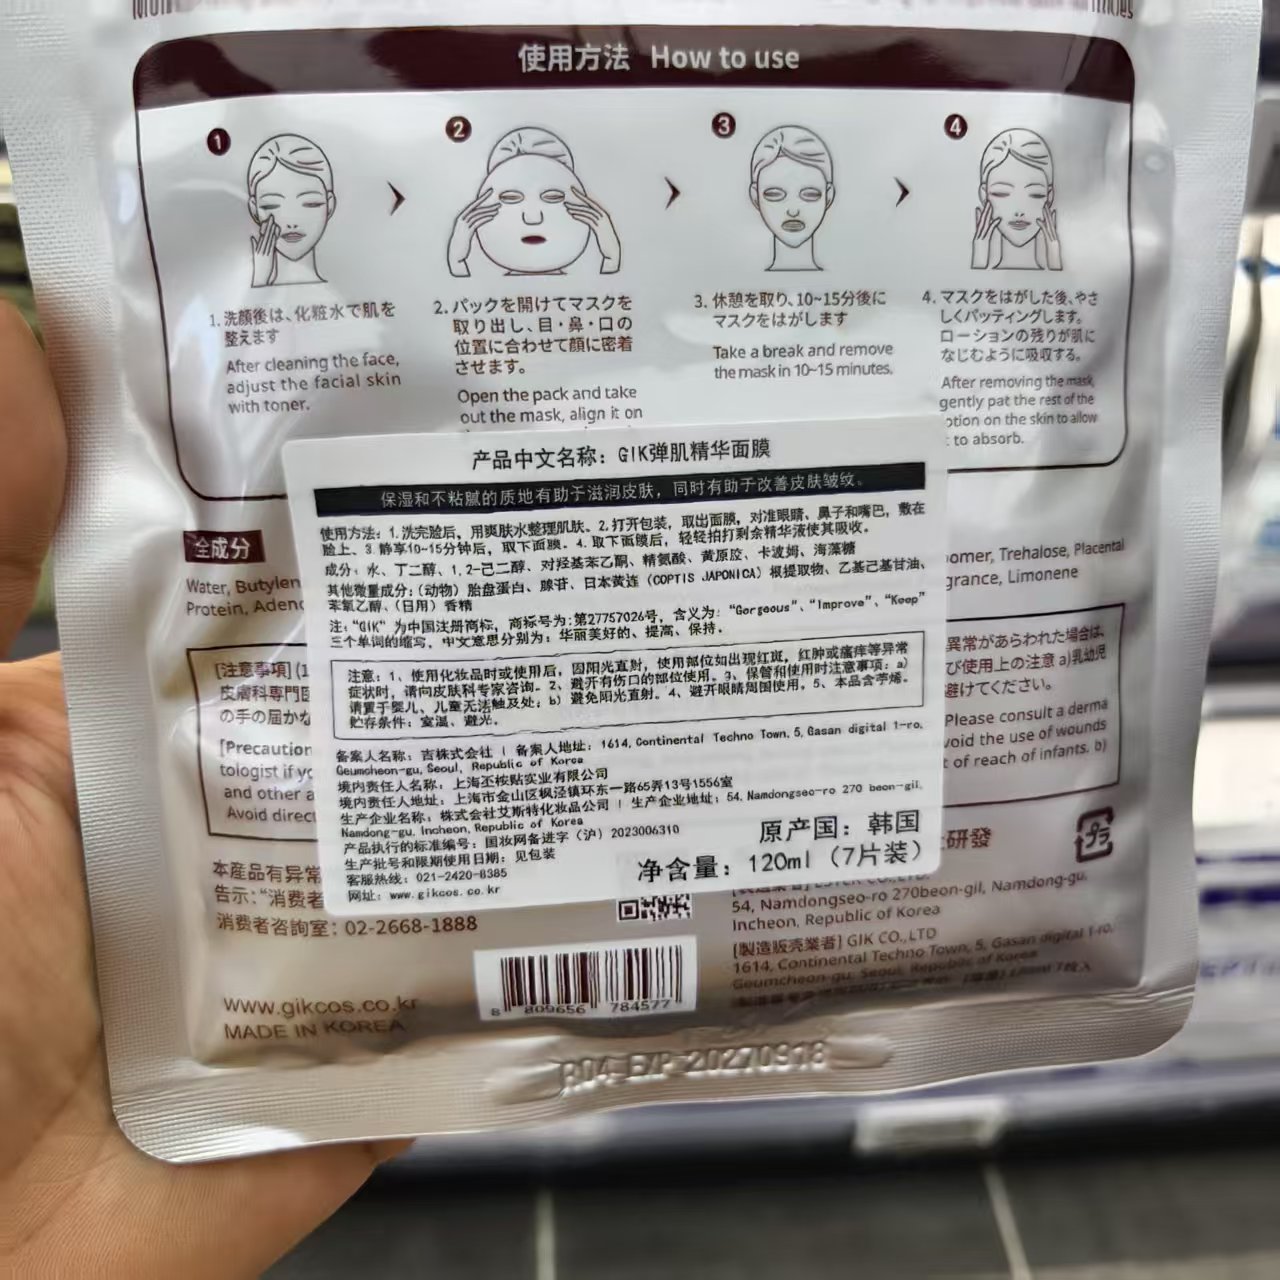 使用方法 How to use
1
2
3
4
1. 洗顔後は、化粧水で肌を
整えます
After cleaning the face,
adjust the facial skin
with toner.
2. パックを開けてマスクを
取り出し、目・鼻・口の
位置に合わせて顔に密着
させます。
Open the pack and take
out the mask, align it on
3. 休憩を取り、10~15分後に
マスクをはがします
Take a break and remove
the mask in 10~15 minutes.
4. マスクをはがした後、やさ
しくパッティングします。
ローションの残りが肌に
なじむように吸収する。
After removing the mask,
gently pat the rest of the
otion on the skin to allow
to absorb.
产品中文名称：GIK弹肌精华面膜
保湿和不粘腻的质地有助于滋润皮肤，同时有助于改善皮肤皱纹。
使用方法：1.洗完脸后，用爽肤水整理肌肤。2.打开包装，取出面膜，对准眼睛、鼻子和嘴巴，敷在
脸上、3.静享10-15分钟后，取下面膜。4.取下面膜后，轻轻拍打剩余精华液使其吸收。
成分：水、丁二醇、1,2-己二醇、对羟基苯乙酮、精氨酸、黄原胶、卡波姆、海藻糖
其他微量成分：(动物）胎盘蛋白、腺苷、日本黄连（COPTIS JAPONICA）根提取物、乙基己基甘油、
苯氧乙醇、（日用）香精
注："GIK" 为中国注册商标，商标号为:第27757026号，含义为："Gorgeous"、"Improve"、"Keep"
三个单词的缩写，中文意思分别为：华丽美好的、提高、保持。
注意：1、使用化妆品时或使用后，因阳光直射，使用部位如出现红斑，红肿或瘙痒等异常
症状时，请向皮肤科专家咨询。2、避开有伤口的部位使用。3、保管和使用时注意事项：a）
请置于婴儿、儿童无法触及处；b）避免阳光直射。4、避开眼睛周围使用，5、本品含苧烯。
贮存条件：室温、避光。
备案人名称：吉株式会社 | 备案人地址：1614, Continental Techno Town, 5, Gasan digital 1-ro,
Geumcheon-gu, Seoul, Republic of Korea
境内责任人名称：上海丕桉贴实业有限公司
境内责任人地址：上海市金山区枫泾镇环东一路65弄13号1556室
生产企业名称：株式会社艾斯特化妆品公司 | 生产企业地址：54, Namdongseo-ro 270 beon-gil,
Namdong-gu, Incheon, Republic of Korea
产品执行的标准编号：国妆网备进字（沪）2023006310
生产批号和限期使用日期：见包装
客服热线：021-2420-8385
网址：www.gikcos.co.kr
原产国：韩国
净含量：120ml（7片装）
全成分
Water, Butylen
Protein, Adeno
omer, Trehalose, Placental
grance, Limonene
[注意事項]
皮膚科専門医
の手の届かな
異常があらわれた場合は、
び使用上の注意 a)乳幼児
避けてください。
[Precaution
tologist if yo
and other a
Avoid direct
Please consult a derma
void the use of wounds
t of reach of infants. b)
本産品有异常
告示："消费者
消費者咨詢室：02-2668-1888
研發
プラ
54, Namdongseo-ro 270beon-gil, Namdong-gu,
Incheon, Republic of Korea
[製造販売業者] GIK CO.,LTD
1614, Continental Techno Town, 5, Gasan digital 1-ro,
Geumcheon-gu, Seoul, Republic of Korea
www.gikcos.co.kr
MADE IN KOREA
8 809656 784577
R04 EXP 20270918